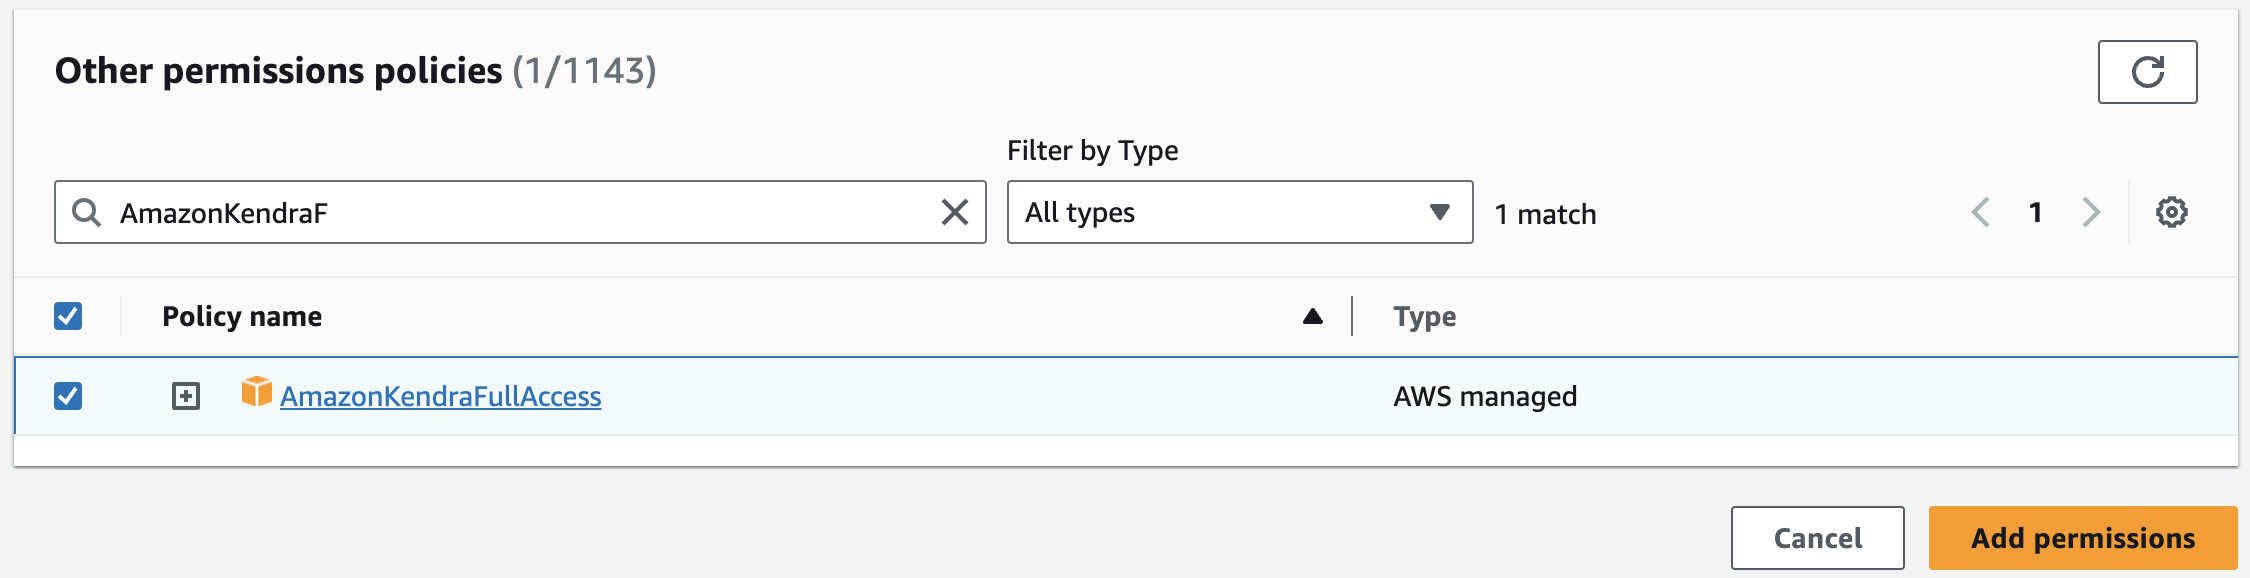 Other permissions policies (1/1143)
Filter by Type
AmazonKendraF
All types
1 match
1
Policy name
Type
AmazonKendraFullAccess
AWS managed
Cancel
Add permissions